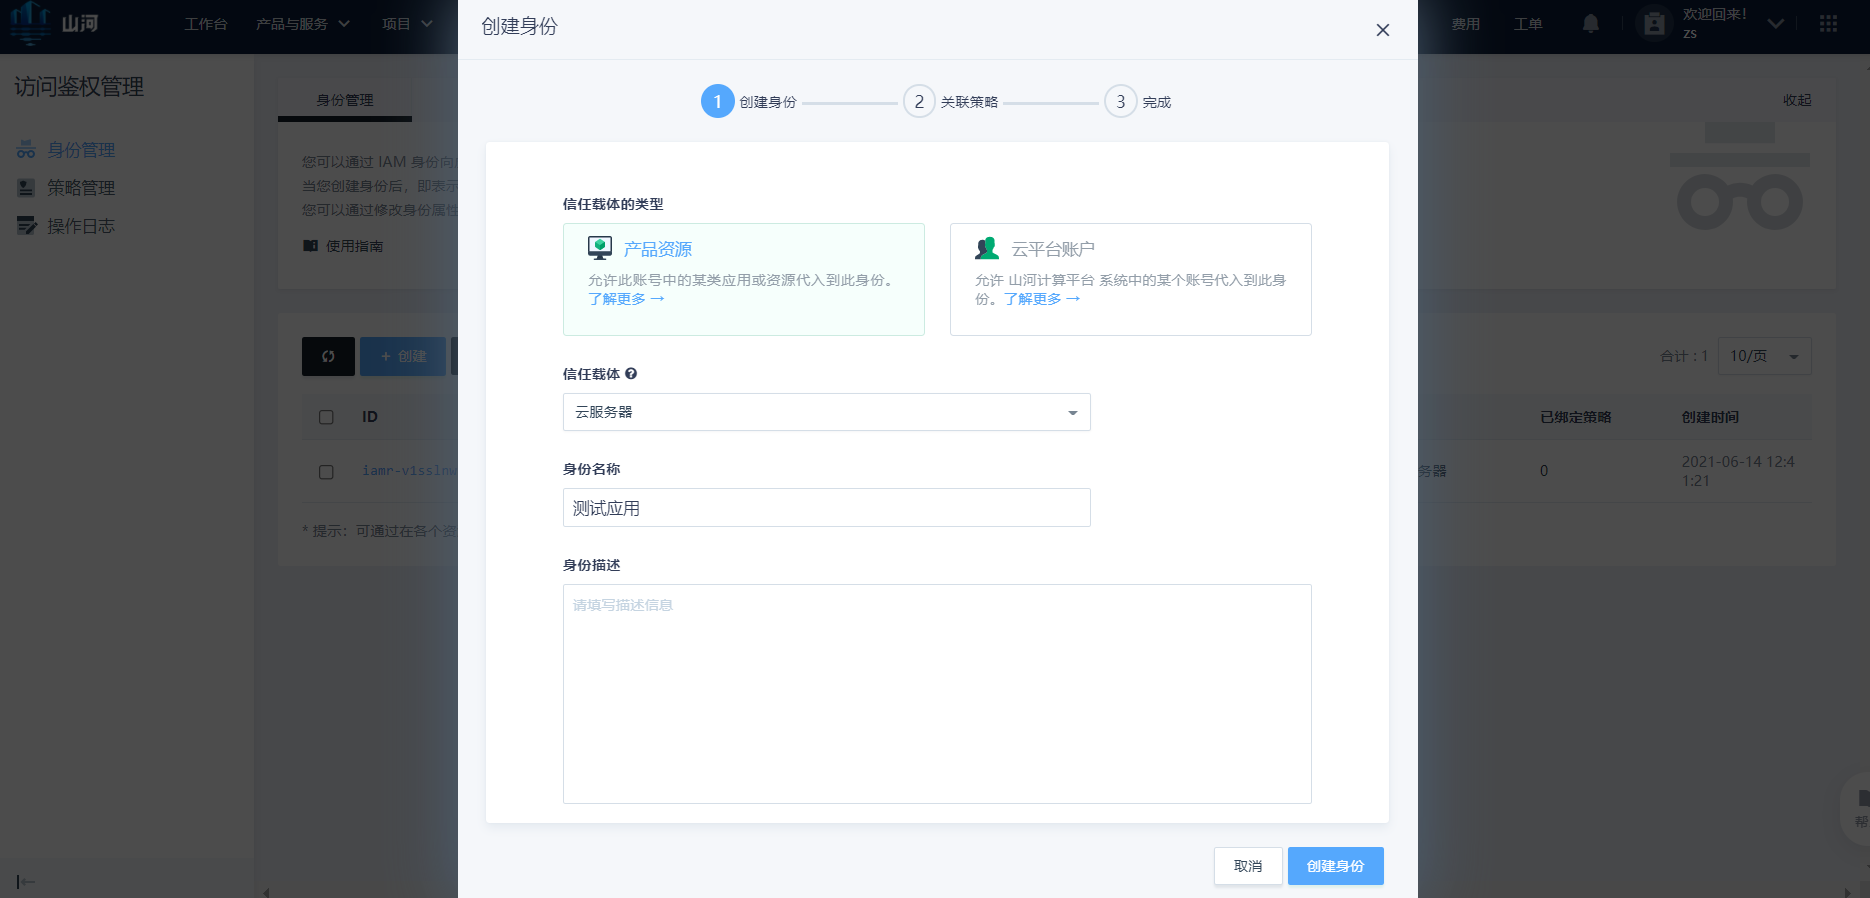 山河
工作台
产品与服务
项目
费用
工单
欢迎回来!
zs
访问鉴权管理
身份管理
策略管理
操作日志
身份管理
收起
您可以通过 IAM 身份向
当您创建身份后，即表示
您可以通过修改身份属性
使用指南
+ 创建
合计 : 1
10/页
ID
已绑定策略
创建时间
iamr-v1sslnw
务器
0
2021-06-14 12:4
1:21
* 提示：可通过在各个资
创建身份
1
创建身份
2
关联策略
3
完成
信任载体的类型
产品资源
允许此账号中的某类应用或资源代入到此身份。
了解更多 →
云平台账户
允许 山河计算平台 系统中的某个账号代入到此身
份。了解更多 →
信任载体
云服务器
身份名称
测试应用
身份描述
请填写描述信息
取消
创建身份